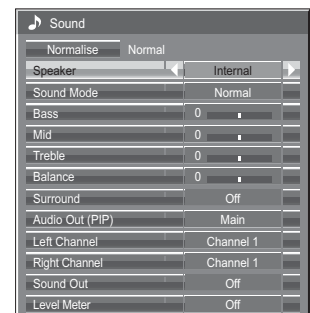 Sound
Normalise Normal
Speaker Internal
Sound Mode Normal
Bass 0
Mid 0
Treble 0
Balance 0
Surround Off
Audio Out (PIP) Main
Left Channel Channel 1
Right Channel Channel 1
Sound Out Off
Level Meter Off